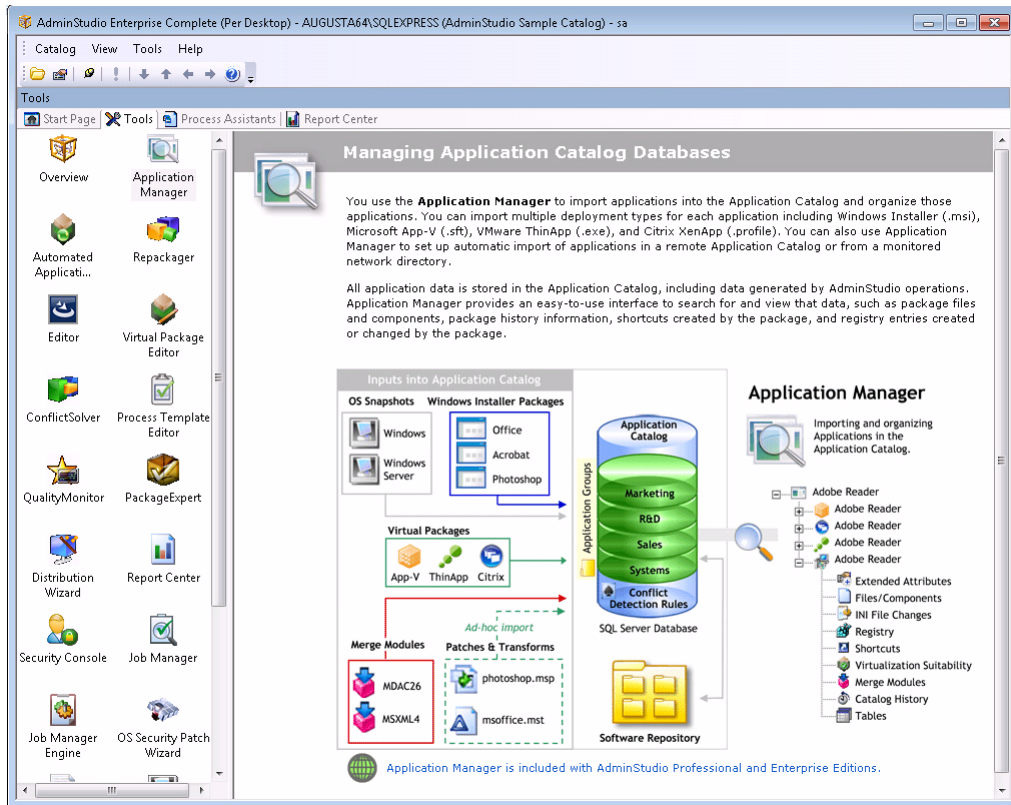 AdminStudio Enterprise Complete (Per Desktop) - AUGUSTA64\SQLEXPRESS (AdminStudio Sample Catalog) - sa
Catalog View Tools Help
Tools
Start Page Tools Process Assistants Report Center
Overview
Application
Manager
Automated
Applicati...
Repackager
Editor
Virtual Package
Editor
ConflictSolver
Process Template
Editor
QualityMonitor
PackageExpert
Distribution
Wizard
Report Center
Security Console
Job Manager
Job Manager
Engine
OS Security Patch
Wizard
Managing Application Catalog Databases
You use the Application Manager to import applications into the Application Catalog and organize those
applications. You can import multiple deployment types for each application including Windows Installer (.msi),
Microsoft App-V (.sft), VMware ThinApp (.exe), and Citrix XenApp (.profile). You can also use Application
Manager to set up automatic import of applications in a remote Application Catalog or from a monitored
network directory.
All application data is stored in the Application Catalog, including data generated by AdminStudio operations.
Application Manager provides an easy-to-use interface to search for and view that data, such as package files
and components, package history information, shortcuts created by the package, and registry entries created
or changed by the package.
Inputs into Application Catalog
OS Snapshots
Windows
Windows
Server
Windows Installer Packages
Office
Acrobat
Photoshop
Virtual Packages
App-V ThinApp Citrix
Ad-hoc import
Merge Modules
MDAC26
MSXML4
Patches & Transforms
photoshop.msp
msoffice.mst
Application Groups
Application
Catalog
Marketing
R&D
Sales
Systems
Conflict
Detection Rules
SQL Server Database
Software Repository
Application Manager
Importing and organizing
Applications in the
Application Catalog.
Adobe Reader
Adobe Reader
Adobe Reader
Adobe Reader
Adobe Reader
Extended Attributes
Files/Components
INI File Changes
Registry
Shortcuts
Virtualization Suitability
Merge Modules
Catalog History
Tables
Application Manager is included with AdminStudio Professional and Enterprise Editions.